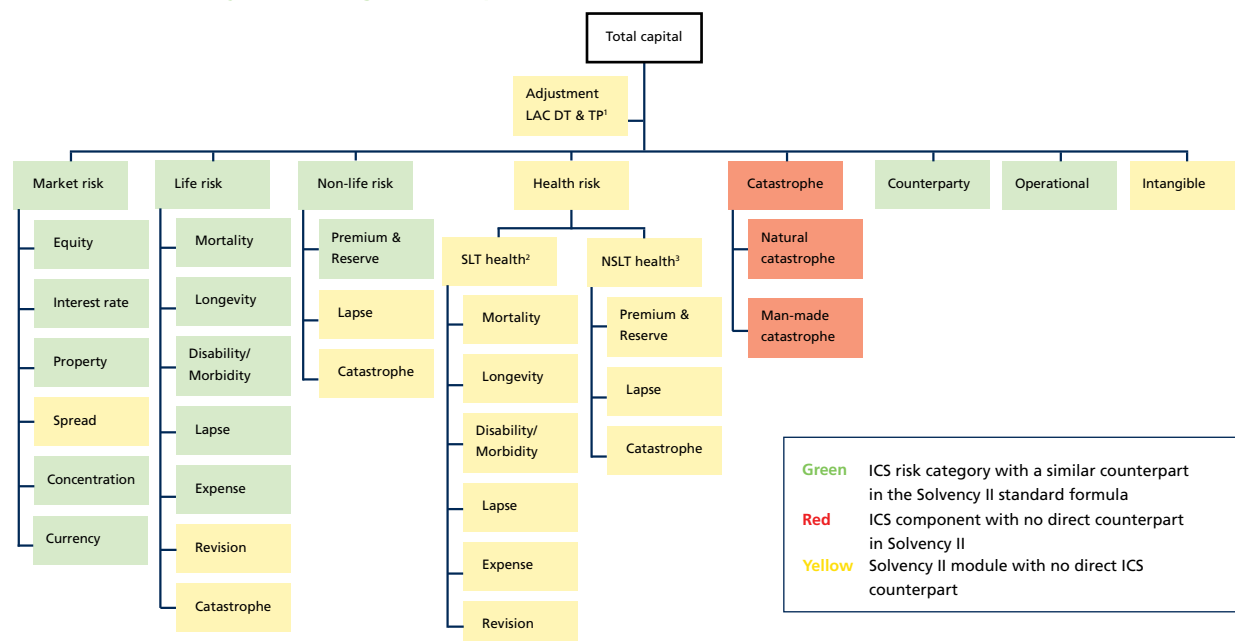 Total capital
Adjustment
LAC DT & TP¹
Market risk
Life risk
Non-life risk
Health risk
Catastrophe
Counterparty
Operational
Intangible
Equity
Interest rate
Property
Spread
Concentration
Currency
Mortality
Longevity
Disability/
Morbidity
Lapse
Expense
Revision
Catastrophe
Premium &
Reserve
Lapse
Catastrophe
SLT health²
Mortality
Longevity
Disability/
Morbidity
Lapse
Expense
Revision
NSLT health³
Premium &
Reserve
Lapse
Catastrophe
Natural
catastrophe
Man-made
catastrophe
Green ICS risk category with a similar counterpart
in the Solvency II standard formula
Red ICS component with no direct counterpart
in Solvency II
Yellow Solvency II module with no direct ICS
counterpart